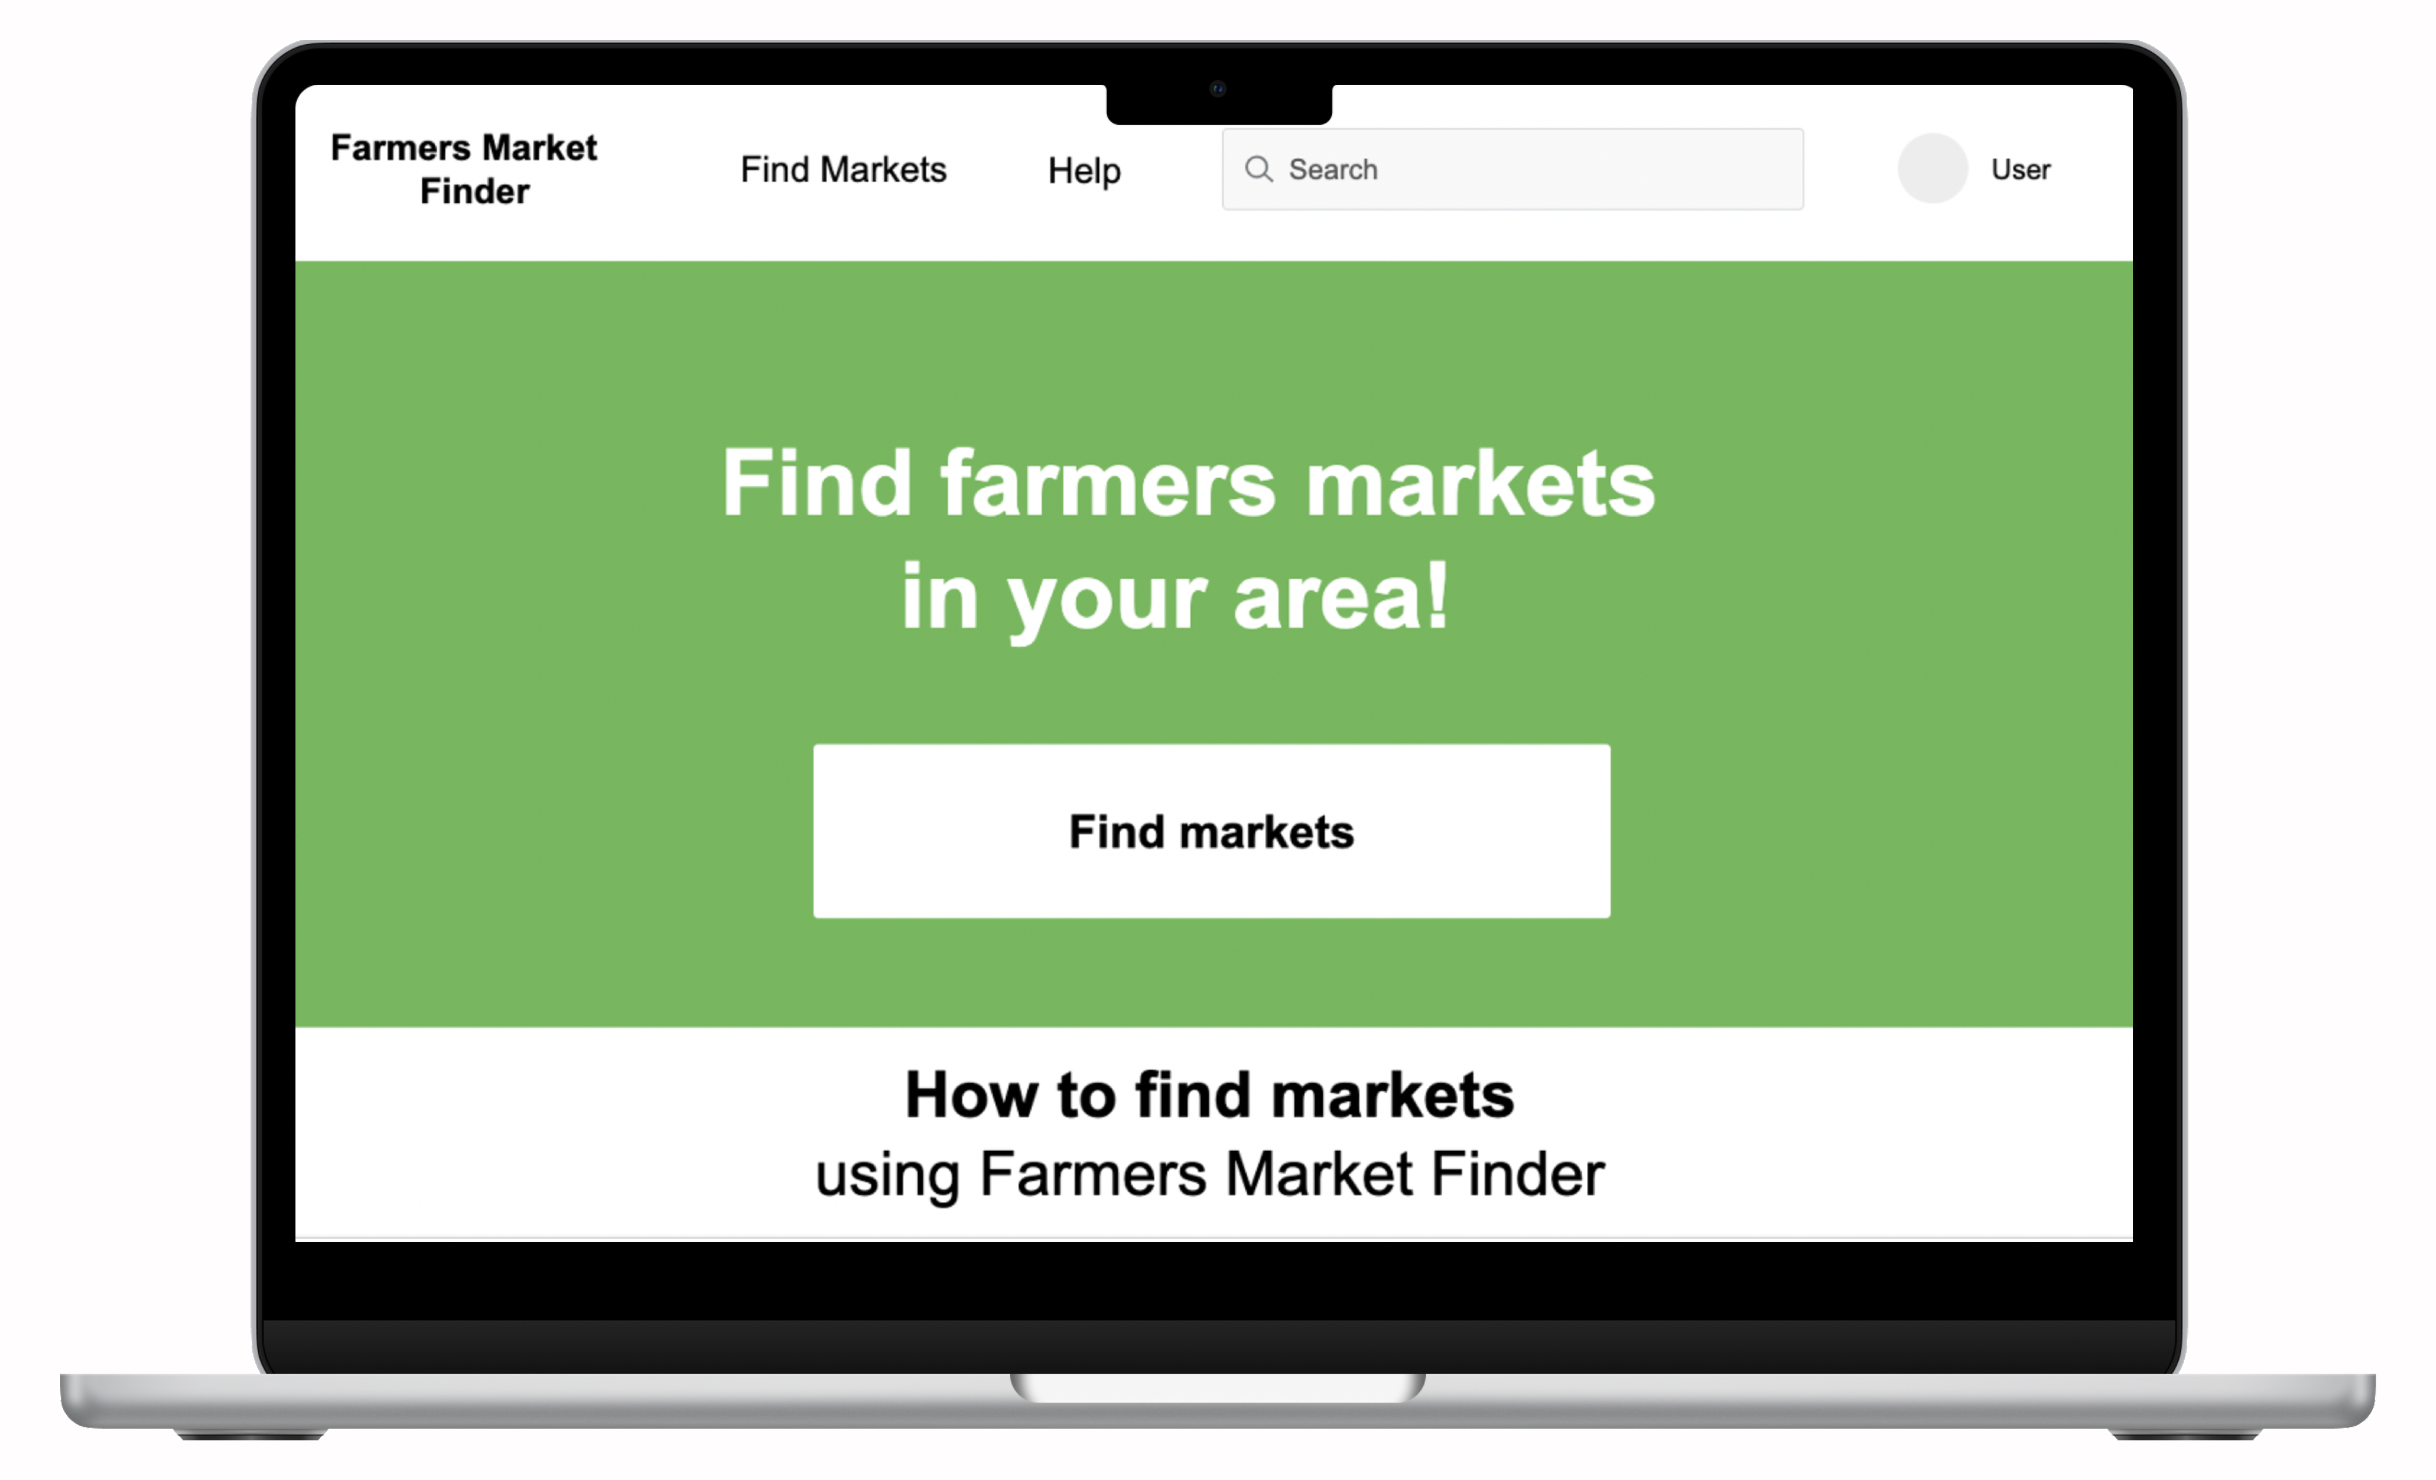 Farmers Market
Finder
Find Markets
Help
Search
User
Find farmers markets
in your area!
Find markets
How to find markets
using Farmers Market Finder